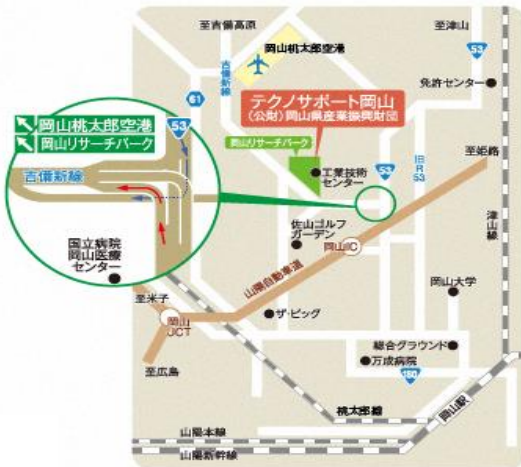 至吉備高原
至津山
岡山桃太郎空港
53
吉備新線
免許センター
61
テクノサポート岡山
(公財)岡山県産業振興財団
岡山桃太郎空港
岡山リサーチパーク
53
岡山リサーチパーク
工業技術
センター
53
旧R53
至姫路
吉備新線
津山線
佐山ゴルフ
ガーデン
岡山IC
国立病院
岡山医療
センター
山陽自動車道
岡山大学
至米子
岡山
JCT
ザ・ビッグ
総合グラウンド
万成病院
至広島
180
桃太郎線
岡山駅
山陽本線
山陽新幹線